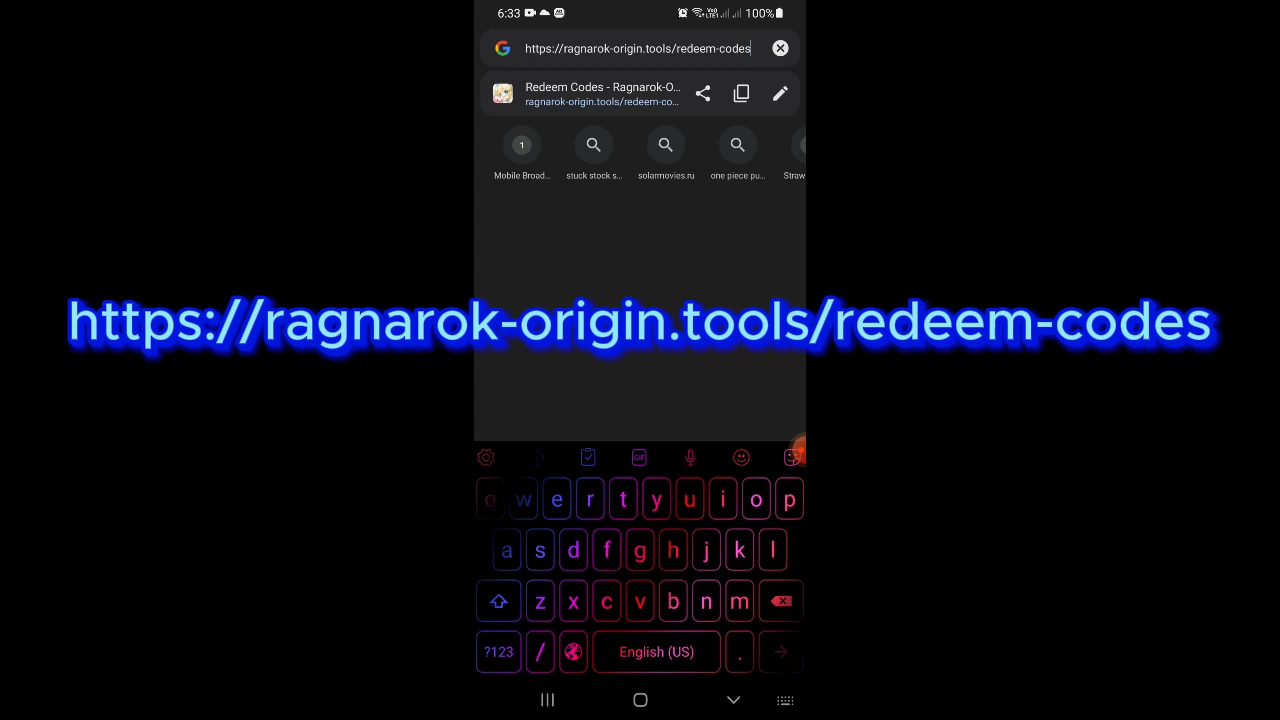 6:33
100%
https://ragnarok-origin.tools/redeem-codes
Redeem Codes - Ragnarok-O...
ragnarok-origin.tools/redeem-co...
1
Mobile Broad... stuck stock s... solarmovies.ru one piece pu... Straw
https://ragnarok-origin.tools/redeem-codes
GIF
q w e r t y u i o p
a s d f g h j k l
z x c v b n m
?123 / English (US) .